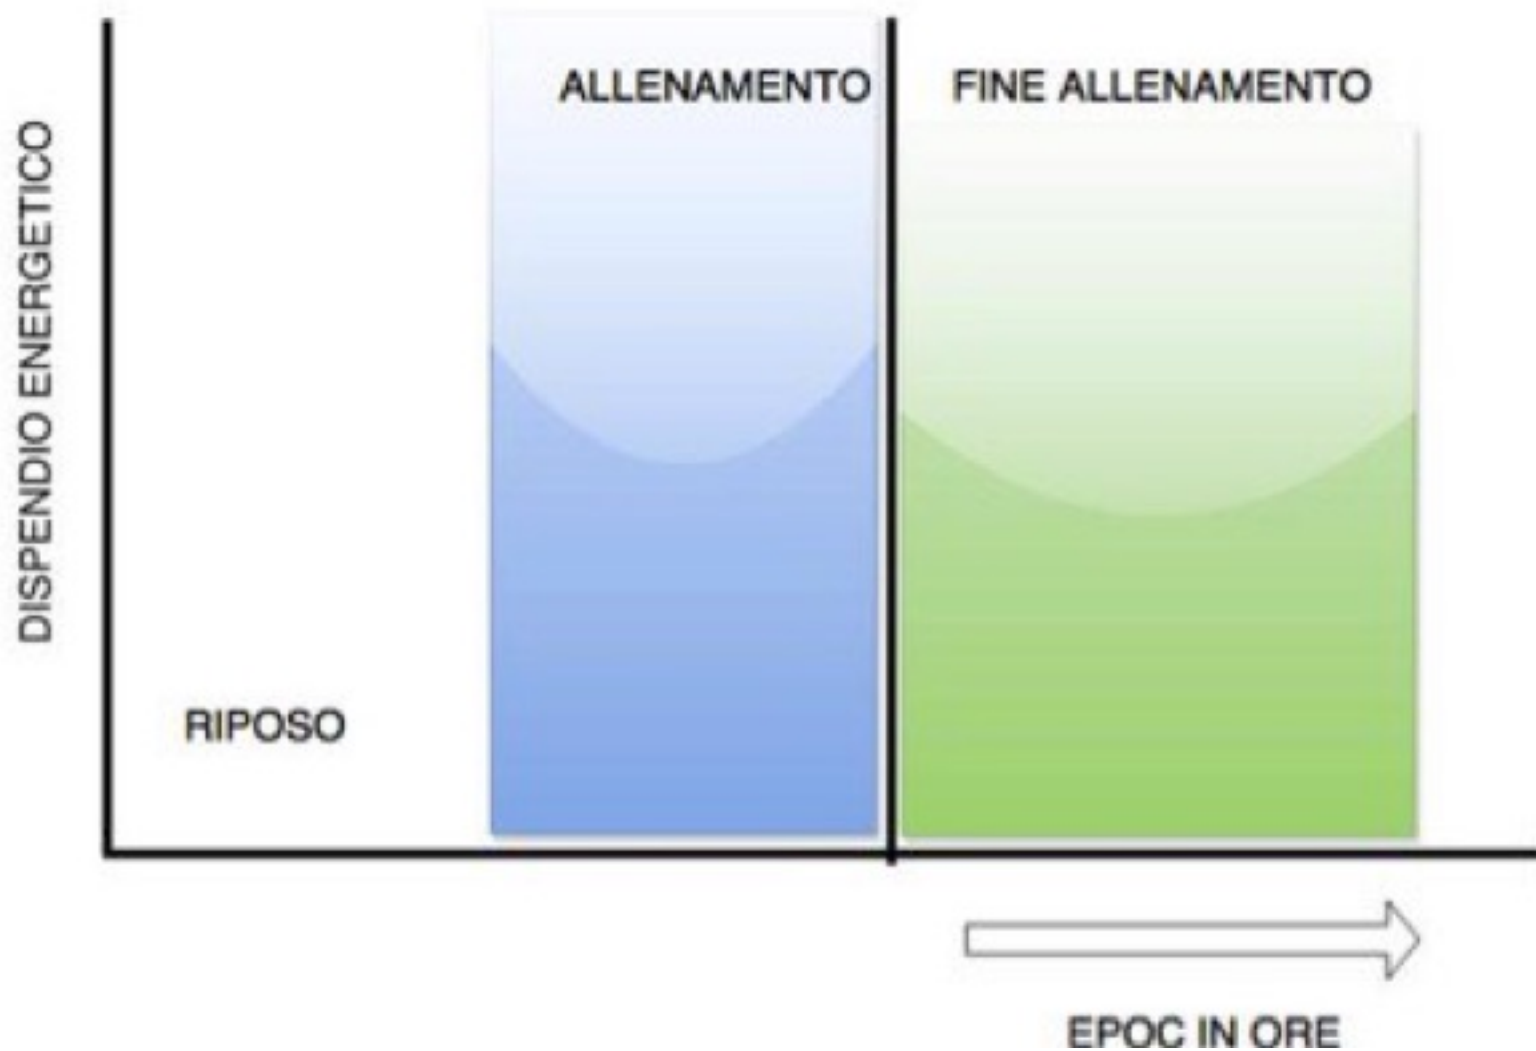 DISPENDIO ENERGETICO
ALLENAMENTO
FINE ALLENAMENTO
RIPOSO
EPOC IN ORE